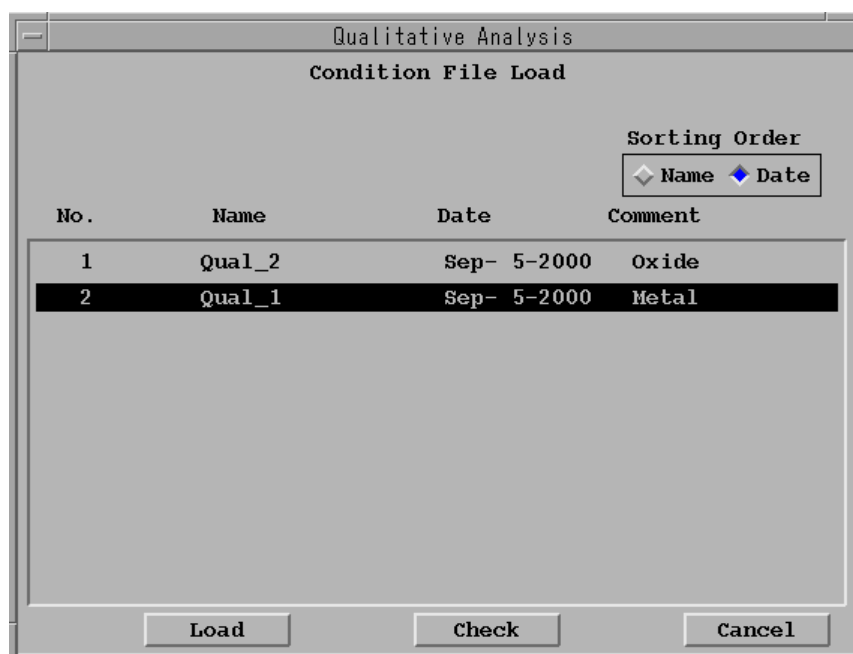 Qualitative Analysis
Condition File Load
Sorting Order
Name Date
No. Name Date Comment
1 Qual_2 Sep- 5-2000 Oxide
2 Qual_1 Sep- 5-2000 Metal
Load Check Cancel